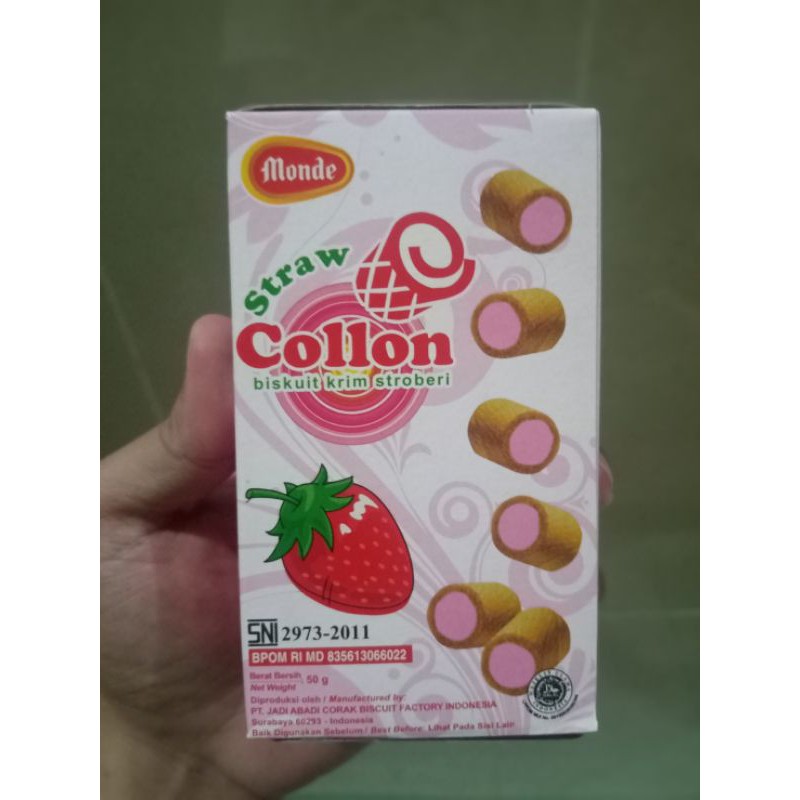 Monde
Straw
Collon
biskuit krim stroberi
SNI 2973-2011
BPOM RI MD 835613066022
Berat Bersih
Net Weight 50 g
Diproduksi oleh / Manufactured by:
PT. JADI ABADI CORAK BISCUIT FACTORY INDONESIA
Surabaya 60293 - Indonesia
Baik Digunakan Sebelum / Best Before: Lihat Pada Sisi Lain